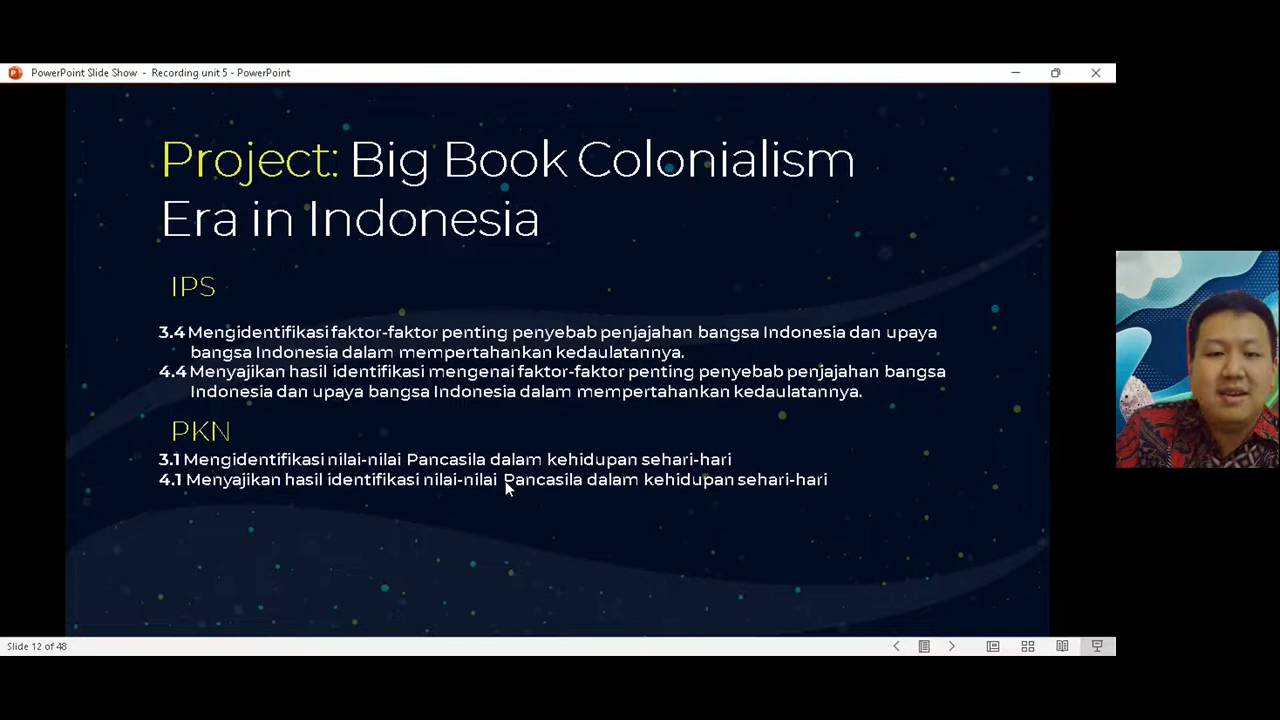 PowerPoint Slide Show - Recording unit 5 - PowerPoint
Project: Big Book Colonialism
Era in Indonesia
IPS
3.4 Mengidentifikasi faktor-faktor penting penyebab penjajahan bangsa Indonesia dan upaya
bangsa Indonesia dalam mempertahankan kedaulatannya.
4.4 Menyajikan hasil identifikasi mengenai faktor-faktor penting penyebab penjajahan bangsa
Indonesia dan upaya bangsa Indonesia dalam mempertahankan kedaulatannya.
PKN
3.1 Mengidentifikasi nilai-nilai Pancasila dalam kehidupan sehari-hari
4.1 Menyajikan hasil identifikasi nilai-nilai Pancasila dalam kehidupan sehari-hari
Slide 12 of 48